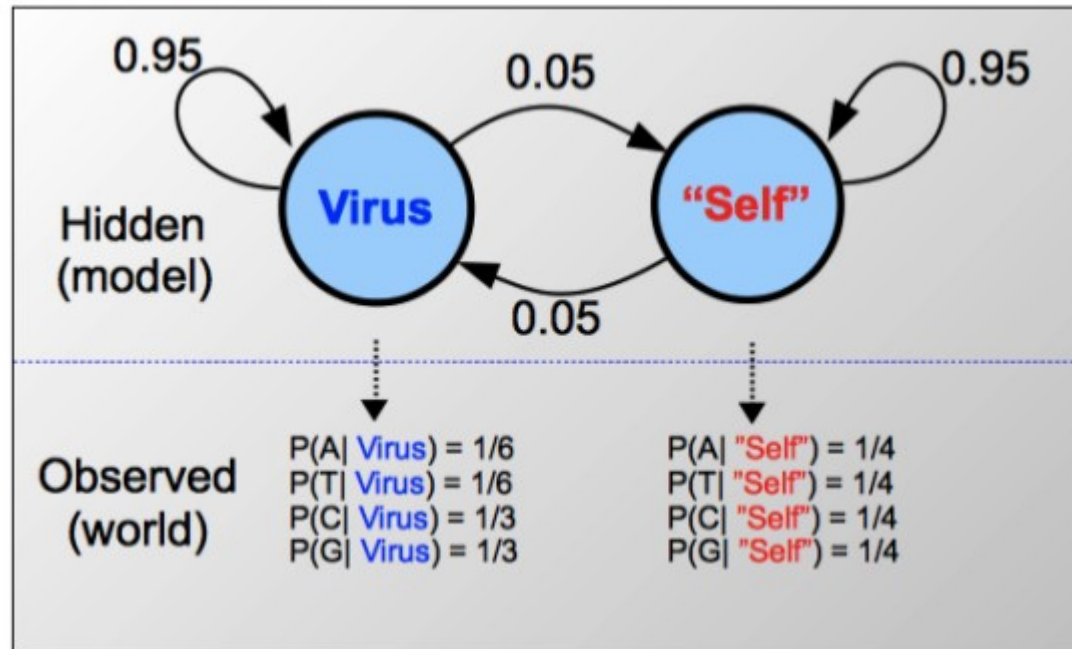 0.95
0.05
0.95
Virus
“Self”
Hidden
(model)
0.05
P(A| Virus) = 1/6
P(T| Virus) = 1/6
P(C| Virus) = 1/3
P(G| Virus) = 1/3
P(A| ”Self”) = 1/4
P(T| ”Self”) = 1/4
P(C| ”Self”) = 1/4
P(G| ”Self”) = 1/4
Observed
(world)